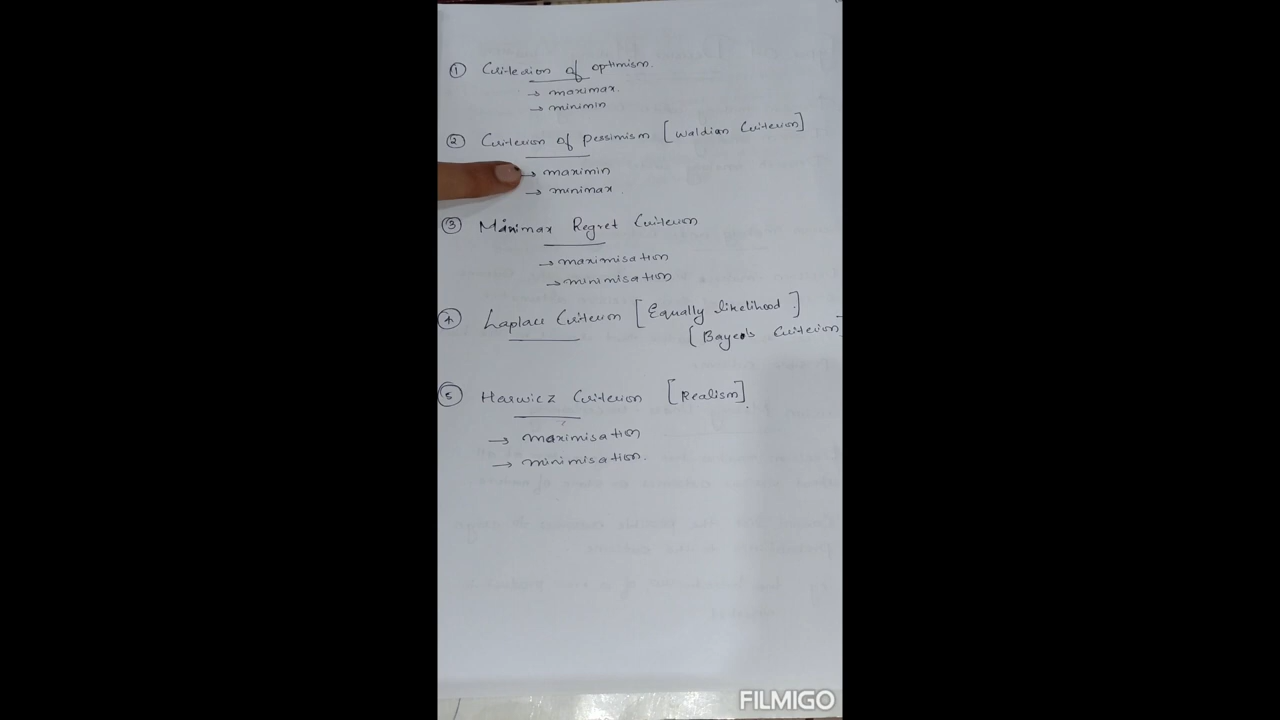 ① Criterion of optimism.
→ maximax.
→ minimin
② Criterion of pessimism [Waldian Criterion]
→ maximin
→ minimax.
③ Minimax Regret Criterion
→ maximisation
→ minimisation
④ Laplace Criterion [Equally likelihood.]
[Bayes's Criterion]
⑤ Harwicz Criterion [Realism].
→ maximisation
→ minimisation.
FILMIGO